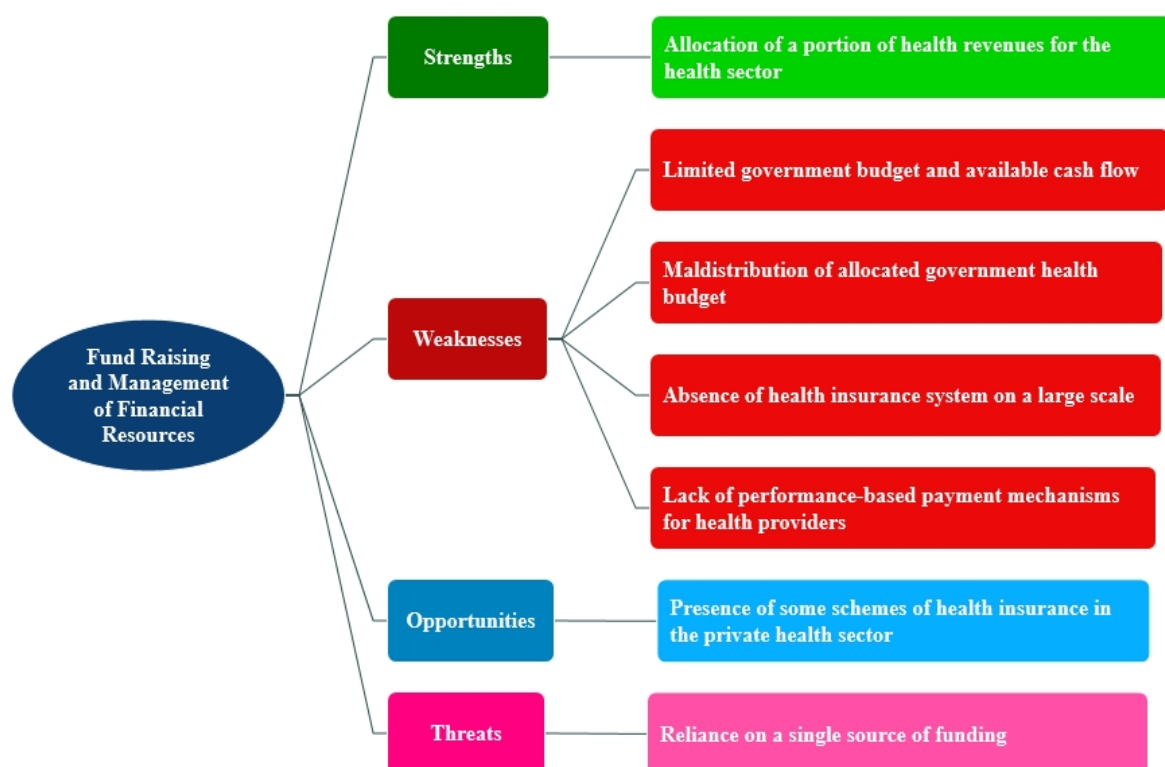 Fund Raising
and Management
of Financial
Resources
Strengths
Allocation of a portion of health revenues for the
health sector
Weaknesses
Limited government budget and available cash flow
Maldistribution of allocated government health
budget
Absence of health insurance system on a large scale
Lack of performance-based payment mechanisms
for health providers
Opportunities
Presence of some schemes of health insurance in
the private health sector
Threats
Reliance on a single source of funding